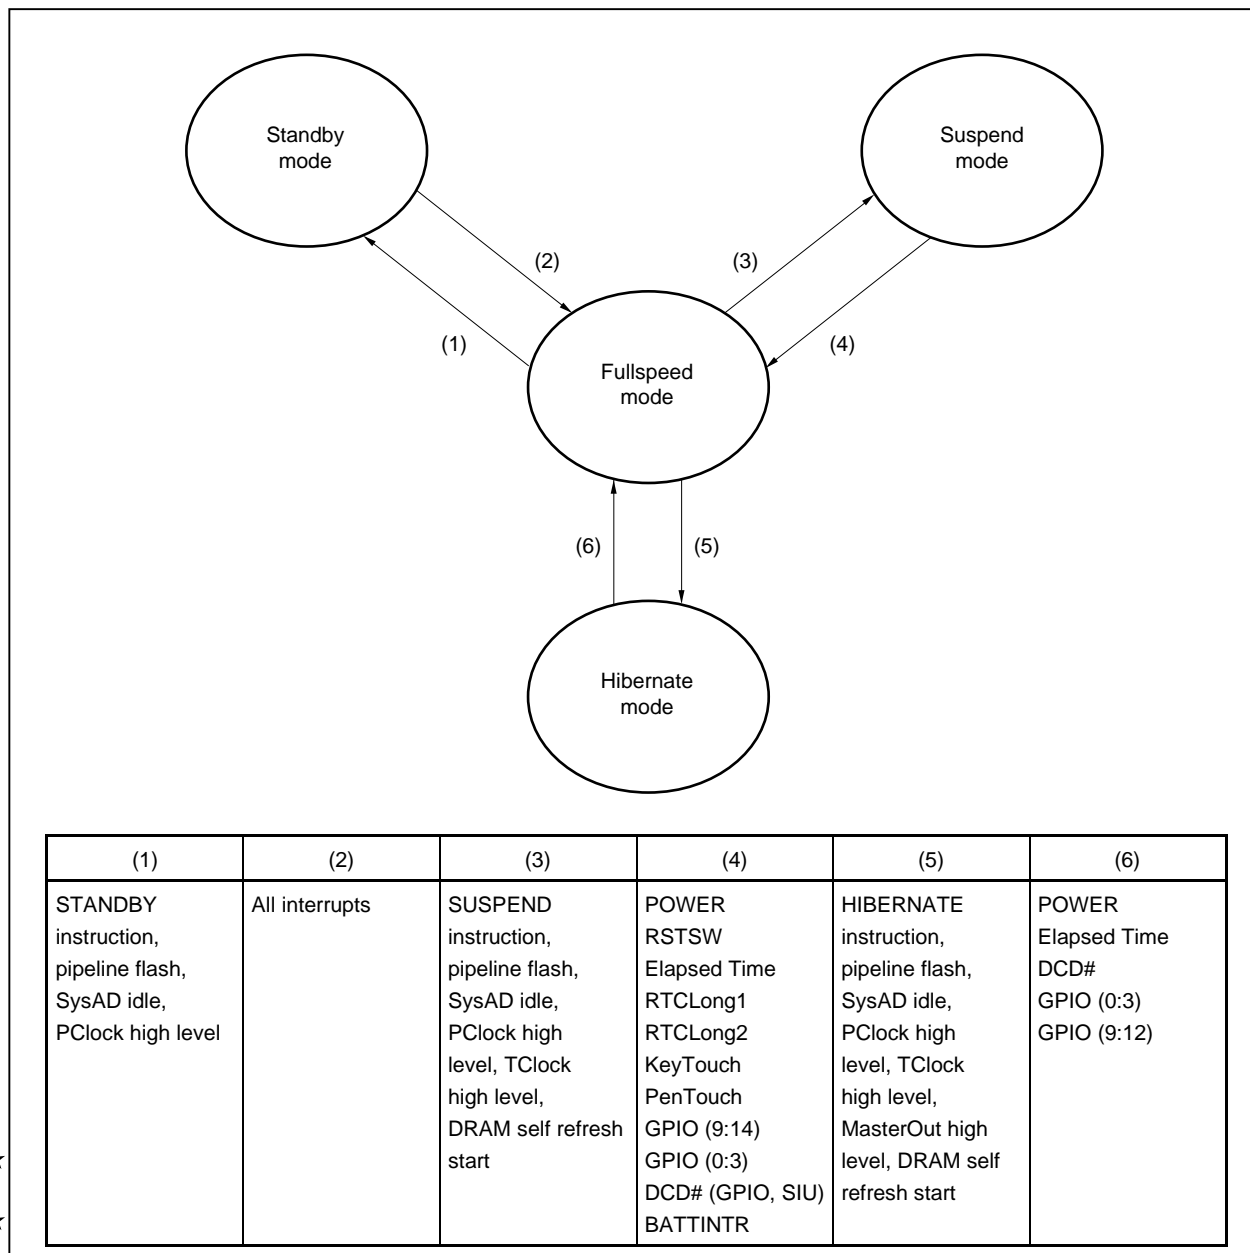 Standby
mode
Suspend
mode
(2)
(3)
(1)
(4)
Fullspeed
mode
(6)
(5)
Hibernate
mode
(1)
(2)
(3)
(4)
(5)
(6)
STANDBY
instruction,
pipeline flash,
SysAD idle,
PClock high level
All interrupts
SUSPEND
instruction,
pipeline flash,
SysAD idle,
PClock high
level, TClock
high level,
DRAM self refresh
start
POWER
RSTSW
Elapsed Time
RTCLong1
RTCLong2
KeyTouch
PenTouch
GPIO (9:14)
GPIO (0:3)
DCD# (GPIO, SIU)
BATTINTR
HIBERNATE
instruction,
pipeline flash,
SysAD idle,
PClock high
level, TClock
high level,
MasterOut high
level, DRAM self
refresh start
POWER
Elapsed Time
DCD#
GPIO (0:3)
GPIO (9:12)